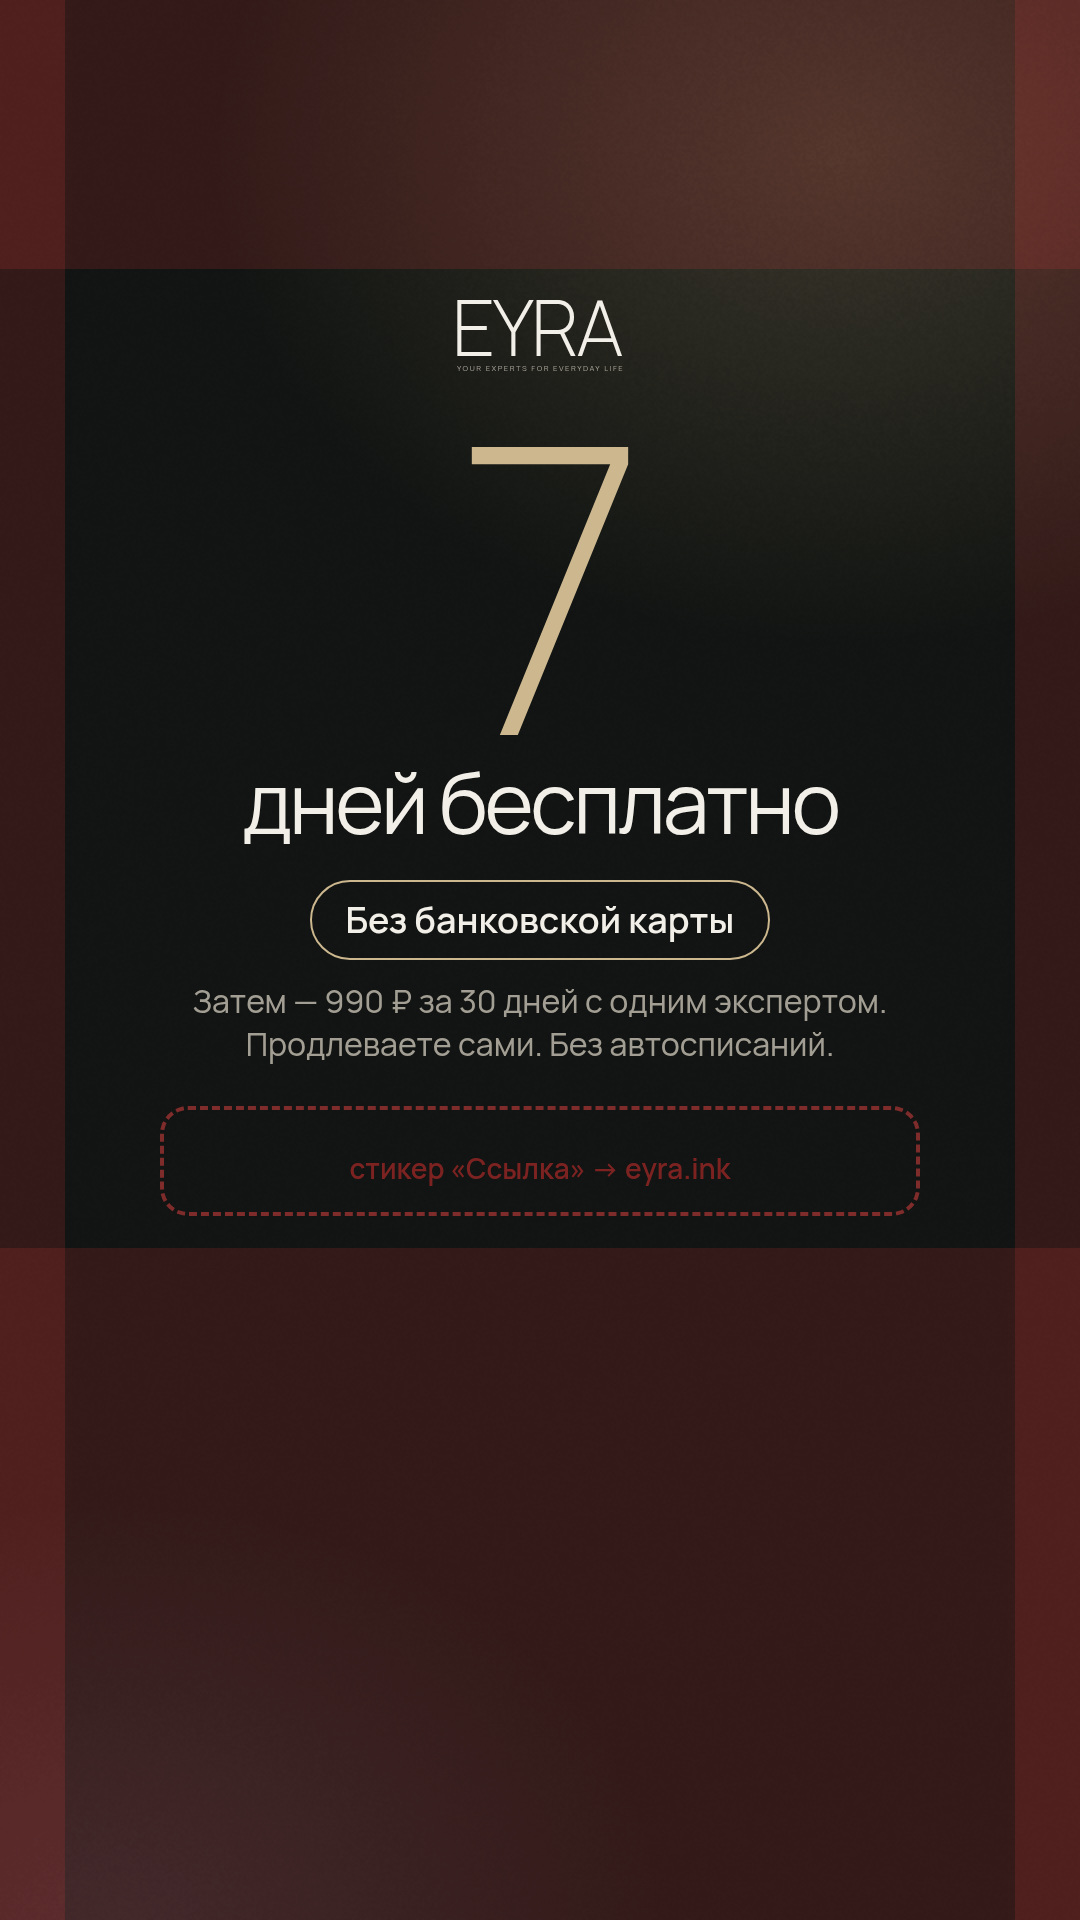 EYRA
YOUR EXPERTS FOR EVERYDAY LIFE
7
дней бесплатно
Без банковской карты
Затем — 990 ₽ за 30 дней с одним экспертом.
Продлеваете сами. Без автосписаний.
стикер «Ссылка» → eyra.ink